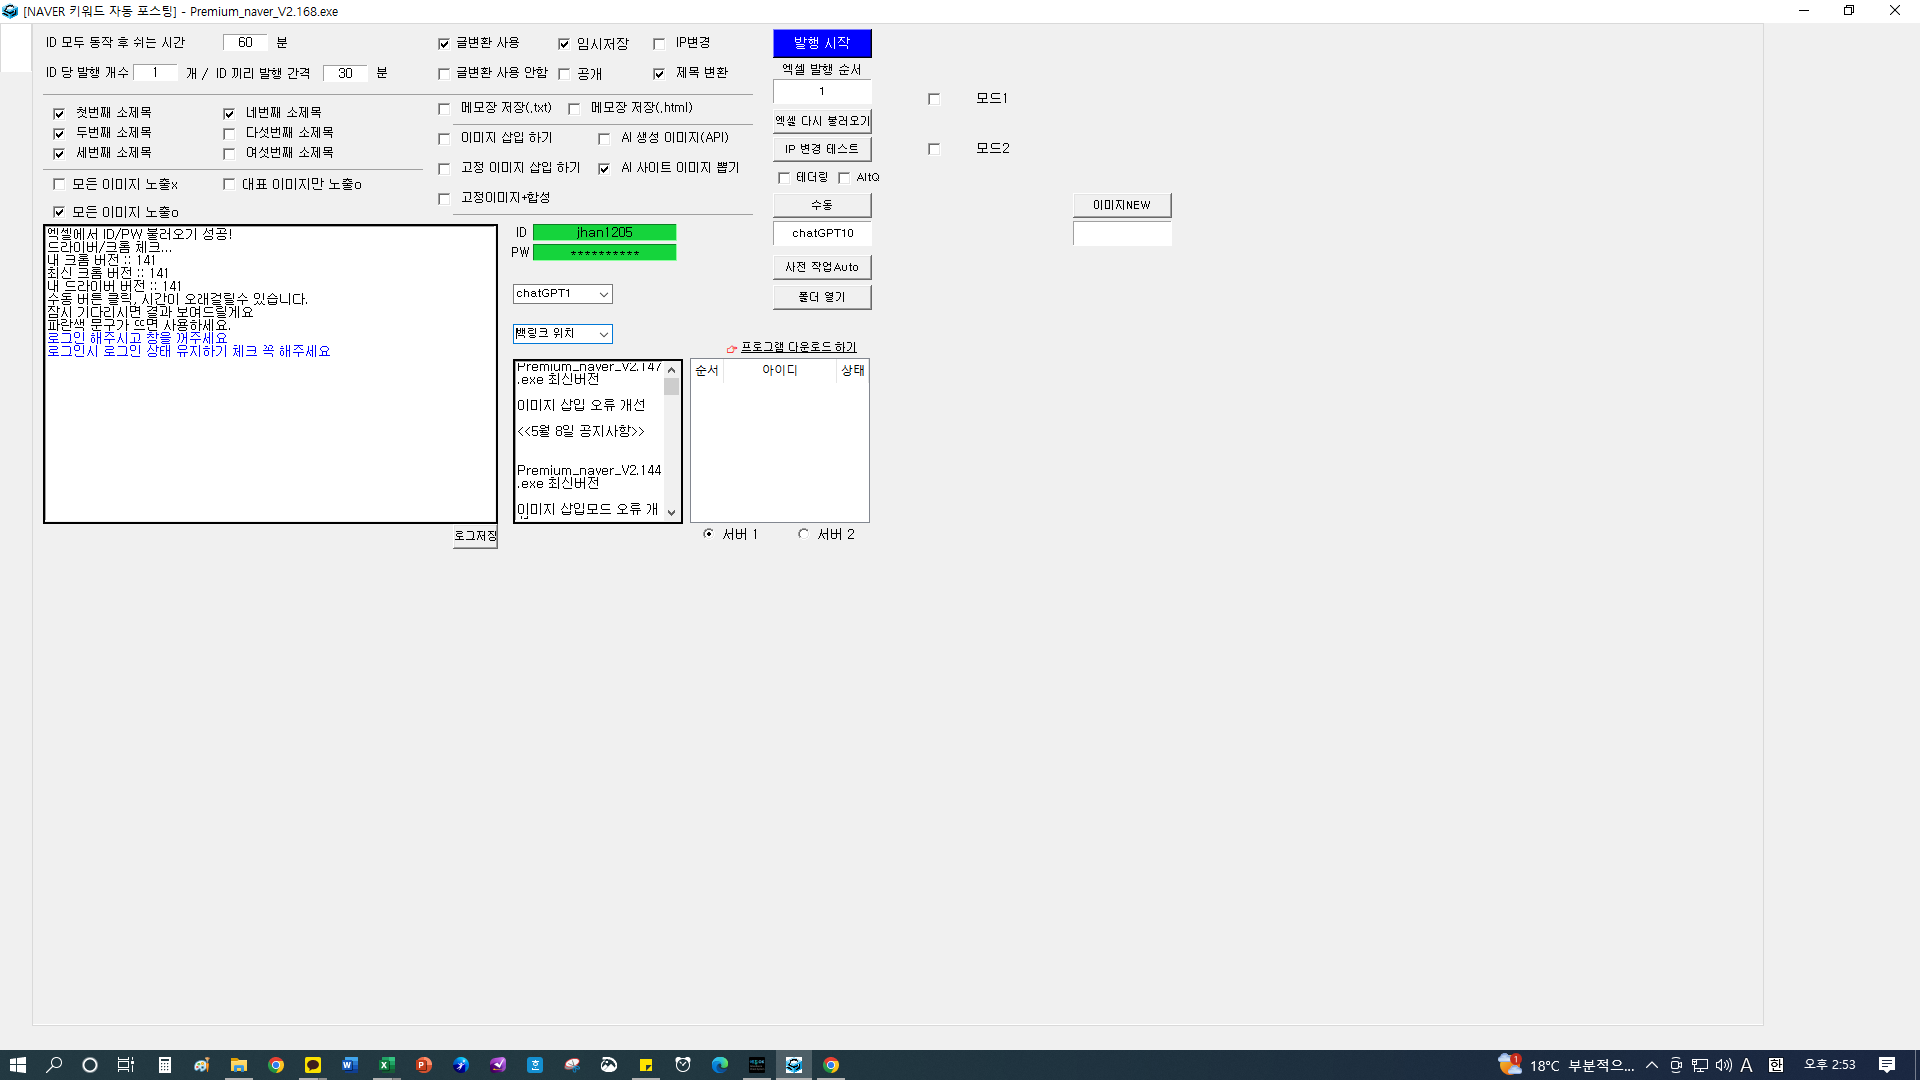 [NAVER 키워드 자동 포스팅] - Premium_naver_V2.168.exe
ID 모두 동작 후 쉬는 시간 60 분
ID 당 발행 개수 1 개 / ID 끼리 발행 간격 30 분
글변환 사용 임시저장 IP변경
글변환 사용 안함 공개 제목 변환
발행 시작
엑셀 발행 순서
1
엑셀 다시 불러오기
IP 변경 테스트
테더링 AltQ
수동
chatGPT10
사전 작업Auto
폴더 열기
모드1
모드2
이미지NEW
첫번째 소제목 네번째 소제목
두번째 소제목 다섯번째 소제목
세번째 소제목 여섯번째 소제목
모든 이미지 노출x 대표 이미지만 노출o
모든 이미지 노출o
메모장 저장(.txt) 메모장 저장(.html)
이미지 삽입 하기 AI 생성 이미지(API)
고정 이미지 삽입 하기 AI 사이트 이미지 뽑기
고정이미지+합성
엑셀에서 ID/PW 불러오기 성공!
드라이버/크롬 체크...
내 크롬 버전 :: 141
최신 크롬 버전 :: 141
내 드라이버 버전 :: 141
수동 버튼 클릭, 시간이 오래걸릴수 있습니다.
잠시 기다리시면 결과 보여드릴게요
파란색 문구가 뜨면 사용하세요.
로그인 해주시고 창을 꺼주세요
로그인시 로그인 상태 유지하기 체크 꼭 해주세요
로그저장
ID jhan1205
PW **********
chatGPT1
백링크 위치
프로그램 다운로드 하기
Premium_naver_V2.147
.exe 최신버전
이미지 삽입 오류 개선
<<5월 8일 공지사항>>
Premium_naver_V2.144
.exe 최신버전
이미지 삽입모드 오류 개
순서 아이디 상태
서버 1 서버 2
1 18°C 부분적으... A 한 오후 2:53